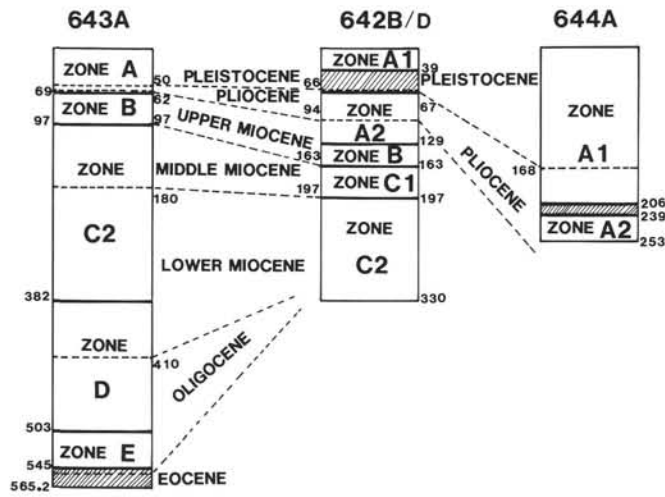 643A
642B/D
644A
ZONE A
50
69
62
ZONE B
97
97
ZONE
180
C2
382
ZONE
410
D
503
ZONE E
545
565.2
PLEISTOCENE
PLIOCENE
UPPER MIOCENE
MIDDLE MIOCENE
LOWER MIOCENE
OLIGOCENE
EOCENE
ZONE A1
39
66
67
ZONE
94
A2
129
ZONE B
163
163
ZONE C1
197
197
ZONE
C2
330
PLEISTOCENE
PLIOCENE
ZONE
A1
168
206
239
ZONE A2
253